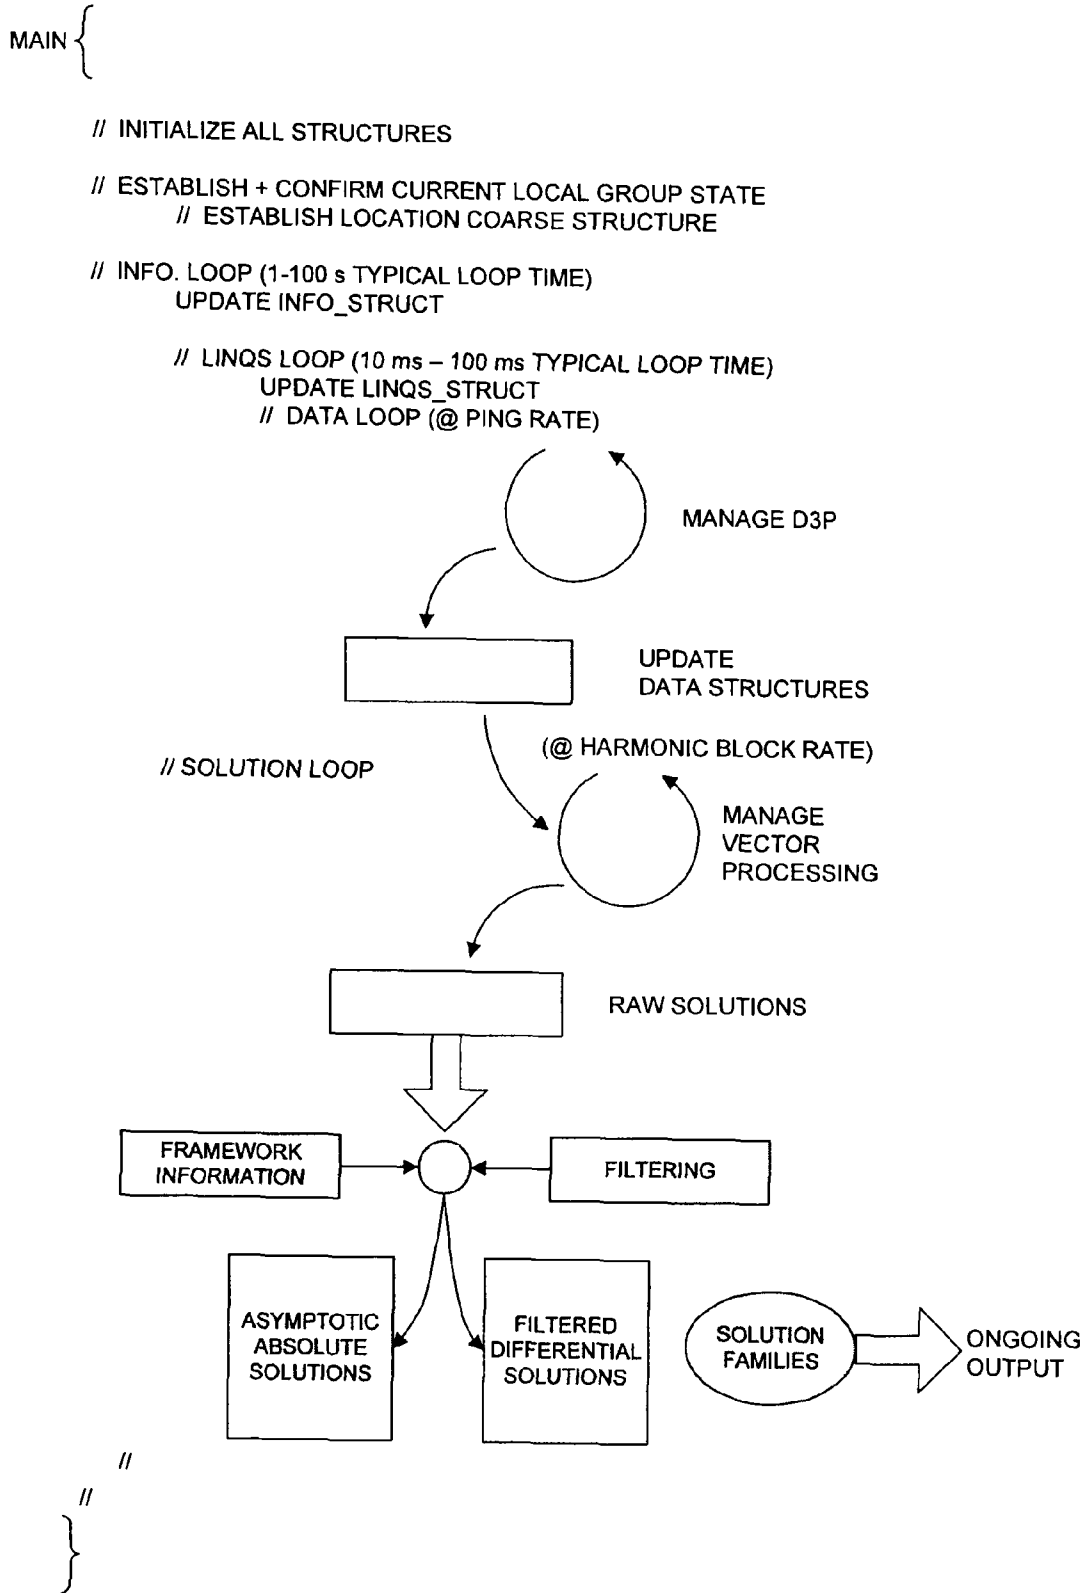 MAIN {
// INITIALIZE ALL STRUCTURES
// ESTABLISH + CONFIRM CURRENT LOCAL GROUP STATE
// ESTABLISH LOCATION COARSE STRUCTURE
// INFO. LOOP (1-100 s TYPICAL LOOP TIME)
UPDATE INFO_STRUCT
// LINQS LOOP (10 ms – 100 ms TYPICAL LOOP TIME)
UPDATE LINQS_STRUCT
// DATA LOOP (@ PING RATE)
MANAGE D3P
UPDATE
DATA STRUCTURES
(@ HARMONIC BLOCK RATE)
// SOLUTION LOOP
MANAGE
VECTOR
PROCESSING
RAW SOLUTIONS
FRAMEWORK
INFORMATION
FILTERING
ASYMPTOTIC
ABSOLUTE
SOLUTIONS
FILTERED
DIFFERENTIAL
SOLUTIONS
SOLUTION
FAMILIES
ONGOING
OUTPUT
//
//
}